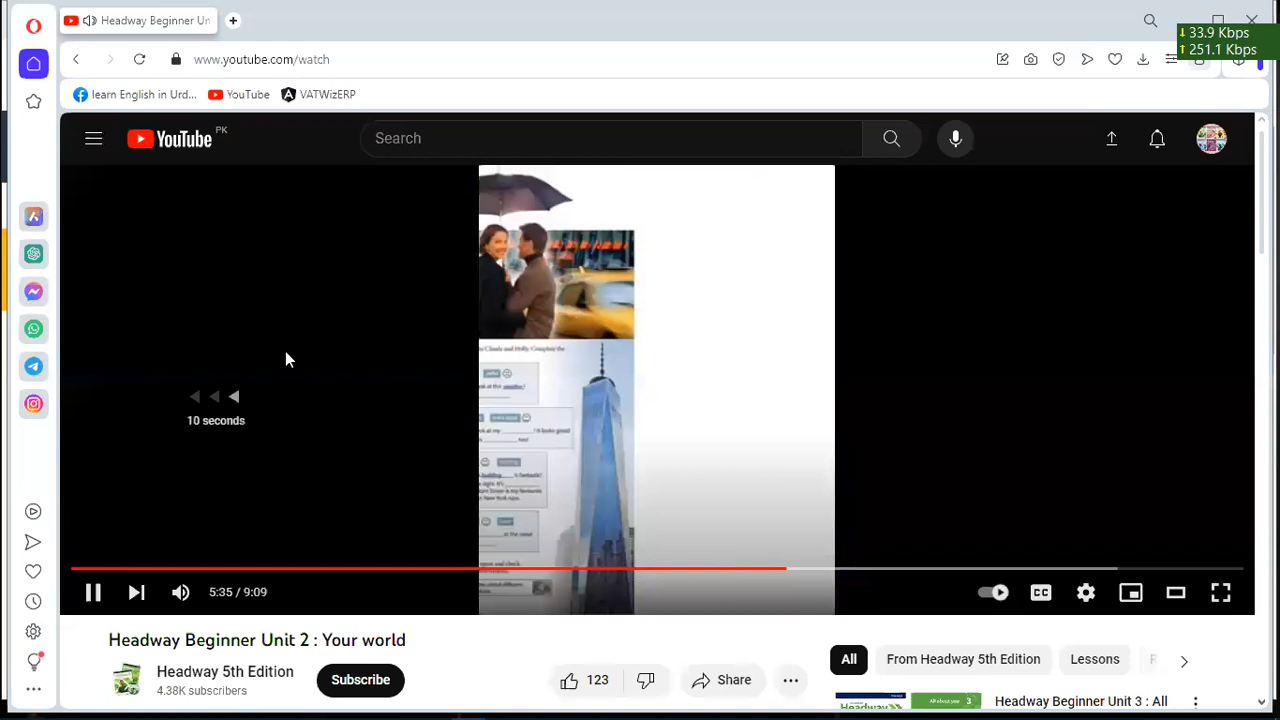 Headway Beginner Un
33.9 Kbps
251.1 Kbps
www.youtube.com/watch
learn English in Urd... YouTube VATWizERP
YouTube PK
Search
10 seconds
5:35 / 9:09
CC
Headway Beginner Unit 2 : Your world
Headway 5th Edition
4.38K subscribers
Subscribe
123
Share
All
From Headway 5th Edition
Lessons
Headway Beginner Unit 3 : All